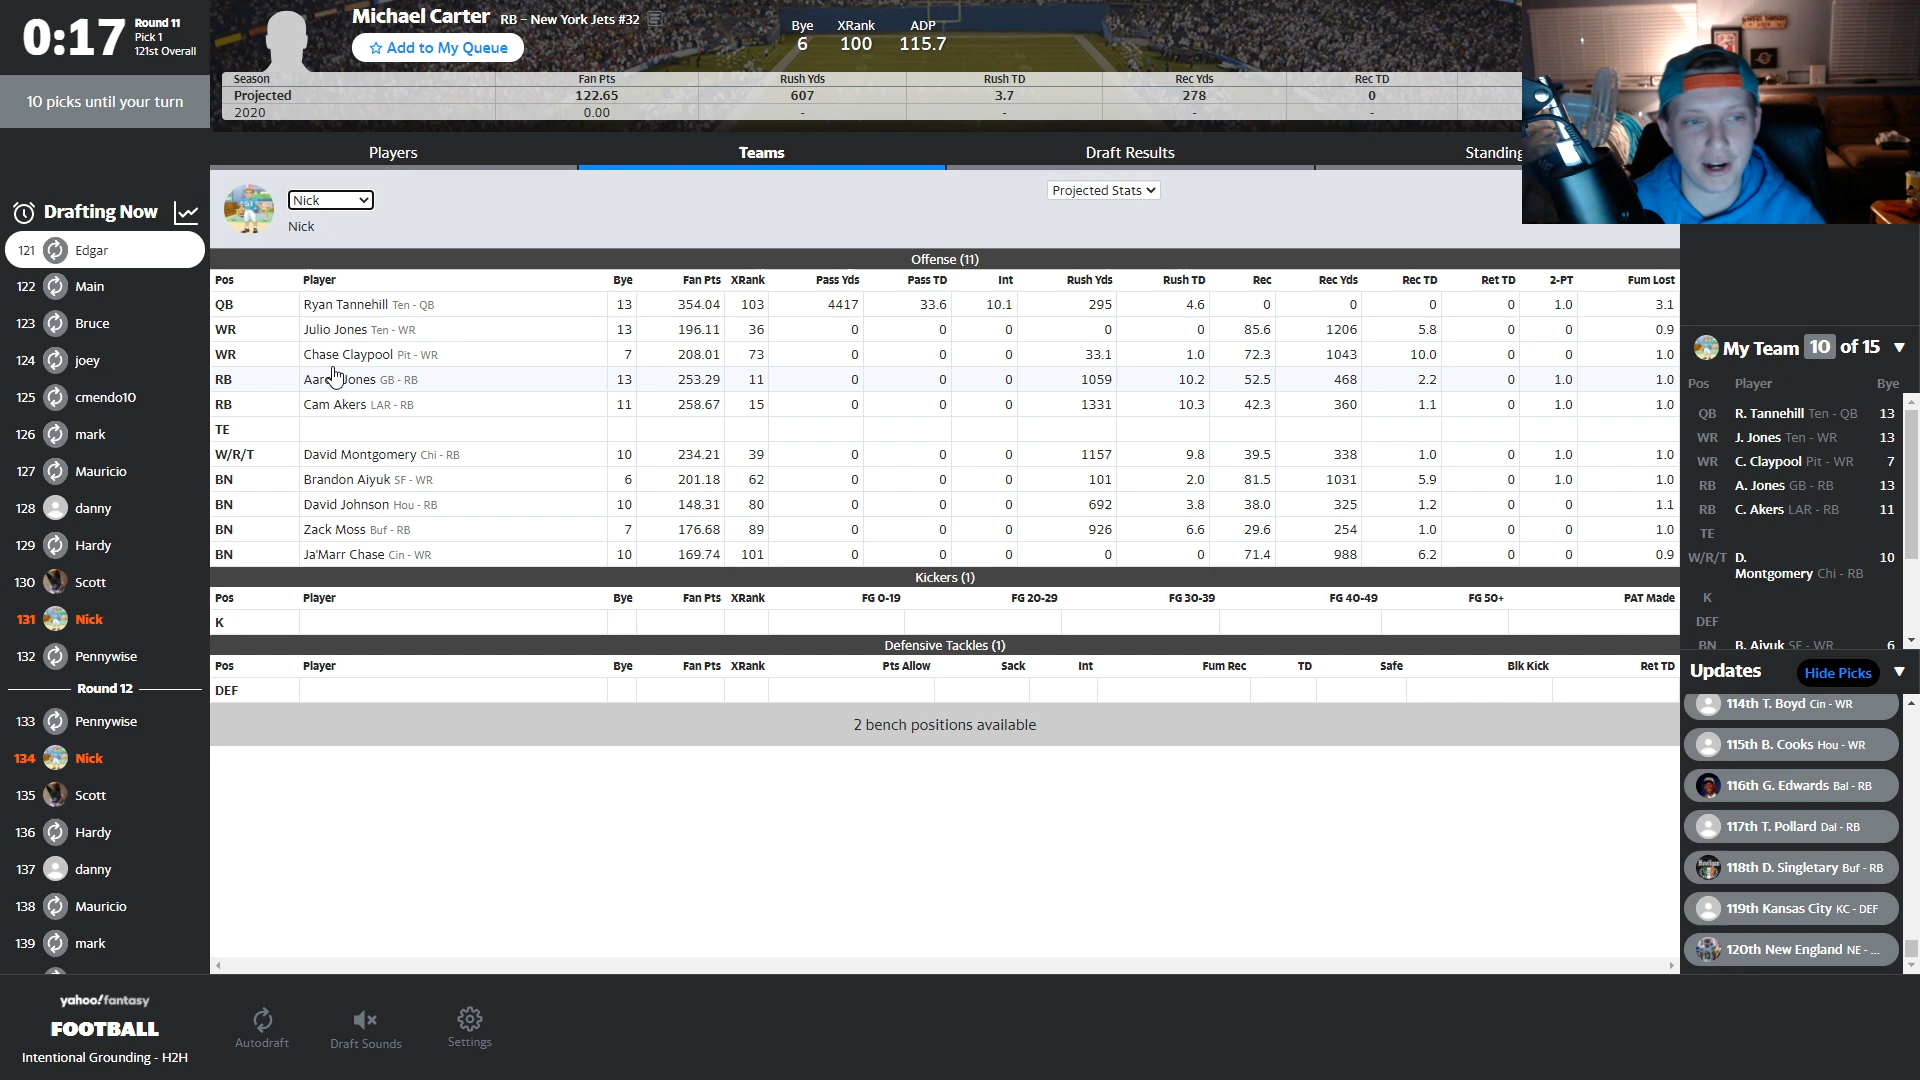 0:17
Round 11
Pick 1
121st Overall
10 picks until your turn
Michael Carter RB - New York Jets #32
Add to My Queue
Bye XRank ADP
6 100 115.7
Season Fan Pts Rush Yds Rush TD Rec Yds Rec TD
Projected 122.65 607 3.7 278 0
2020 0.00 - - - -
Players Teams Draft Results Standing
Nick
Nick
Projected Stats
Drafting Now
121 Edgar
122 Main
123 Bruce
124 joey
125 cmendo10
126 mark
127 Mauricio
128 danny
129 Hardy
130 Scott
131 Nick
132 Pennywise
Round 12
133 Pennywise
134 Nick
135 Scott
136 Hardy
137 danny
138 Mauricio
139 mark
Offense (11)
Pos Player Bye Fan Pts XRank Pass Yds Pass TD Int Rush Yds Rush TD Rec Rec Yds Rec TD Ret TD 2-PT Fum Lost
QB Ryan Tannehill Ten - QB 13 354.04 103 4417 33.6 10.1 295 4.6 0 0 0 0 1.0 3.1
WR Julio Jones Ten - WR 13 196.11 36 0 0 0 0 0 85.6 1206 5.8 0 0 0.9
WR Chase Claypool Pit - WR 7 208.01 73 0 0 0 33.1 1.0 72.3 1043 10.0 0 0 1.0
RB Aaron Jones GB - RB 13 253.29 11 0 0 0 1059 10.2 52.5 468 2.2 0 1.0 1.0
RB Cam Akers LAR - RB 11 258.67 15 0 0 0 1331 10.3 42.3 360 1.1 0 1.0 1.0
TE
W/R/T David Montgomery Chi - RB 10 234.21 39 0 0 0 1157 9.8 39.5 338 1.0 0 1.0 1.0
BN Brandon Aiyuk SF - WR 6 201.18 62 0 0 0 101 2.0 81.5 1031 5.9 0 1.0 1.0
BN David Johnson Hou - RB 10 148.31 80 0 0 0 692 3.8 38.0 325 1.2 0 0 1.1
BN Zack Moss Buf - RB 7 176.68 89 0 0 0 926 6.6 29.6 254 1.0 0 0 1.0
BN Ja'Marr Chase Cin - WR 10 169.74 101 0 0 0 0 0 71.4 988 6.2 0 0 0.9
Kickers (1)
Pos Player Bye Fan Pts XRank FG 0-19 FG 20-29 FG 30-39 FG 40-49 FG 50+ PAT Made
K
Defensive Tackles (1)
Pos Player Bye Fan Pts XRank Pts Allow Sack Int Fum Rec TD Safe Blk Kick Ret TD
DEF
2 bench positions available
My Team 10 of 15
Pos Player Bye
QB R. Tannehill Ten - QB 13
WR J. Jones Ten - WR 13
WR C. Claypool Pit - WR 7
RB A. Jones GB - RB 13
RB C. Akers LAR - RB 11
TE
W/R/T D. Montgomery Chi - RB 10
K
DEF
BN B. Aiyuk SF - WR 6
Updates Hide Picks
114th T. Boyd Cin - WR
115th B. Cooks Hou - WR
116th G. Edwards Bal - RB
117th T. Pollard Dal - RB
118th D. Singletary Buf - RB
119th Kansas City KC - DEF
120th New England NE - ...
yahoo!fantasy
FOOTBALL
Intentional Grounding - H2H
Autodraft
Draft Sounds
Settings